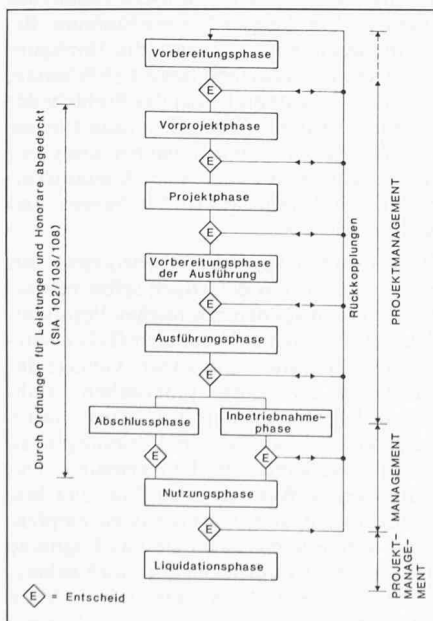 Vorbereitungsphase
E
Vorprojektphase
E
Projektphase
E
Vorbereitungsphase
der Ausführung
E
Ausführungsphase
E
Abschlussphase
Inbetriebnahme-
phase
E
E
Nutzungsphase
E
Liquidationsphase
E = Entscheid
Durch Ordnungen für Leistungen und Honorare abgedeckt
(SIA 102/103/108)
Rückkopplungen
PROJEKTMANAGEMENT
MANAGEMENT
PROJEKT-
MANAGE-
MENT